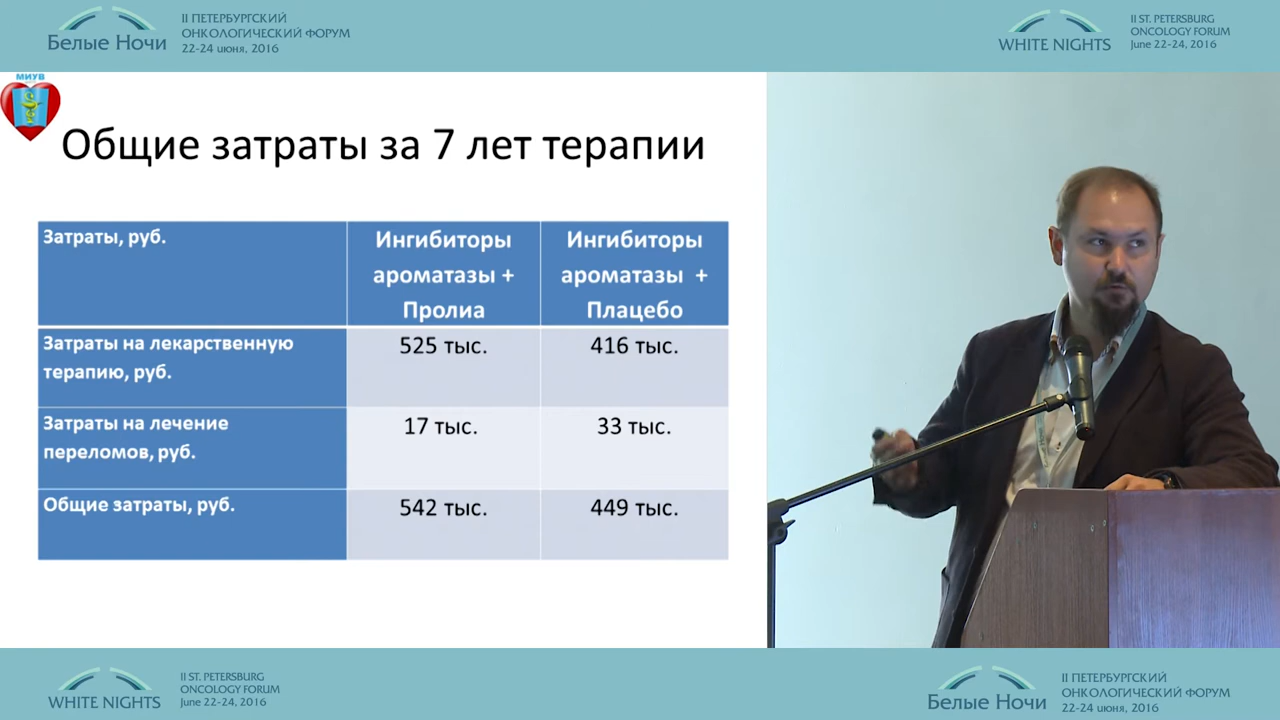 Белые Ночи
II ПЕТЕРБУРГСКИЙ
ОНКОЛОГИЧЕСКИЙ ФОРУМ
22-24 июня, 2016
WHITE NIGHTS
II ST. PETERSBURG
ONCOLOGY FORUM
June 22-24, 2016
МИУВ
Общие затраты за 7 лет терапии
Затраты, руб.
Ингибиторы
ароматазы +
Пролиа
Ингибиторы
ароматазы +
Плацебо
Затраты на лекарственную
терапию, руб.
525 тыс.
416 тыс.
Затраты на лечение
переломов, руб.
17 тыс.
33 тыс.
Общие затраты, руб.
542 тыс.
449 тыс.
WHITE NIGHTS
II ST. PETERSBURG
ONCOLOGY FORUM
June 22-24, 2016
Белые Ночи
II ПЕТЕРБУРГСКИЙ
ОНКОЛОГИЧЕСКИЙ ФОРУМ
22-24 июня, 2016